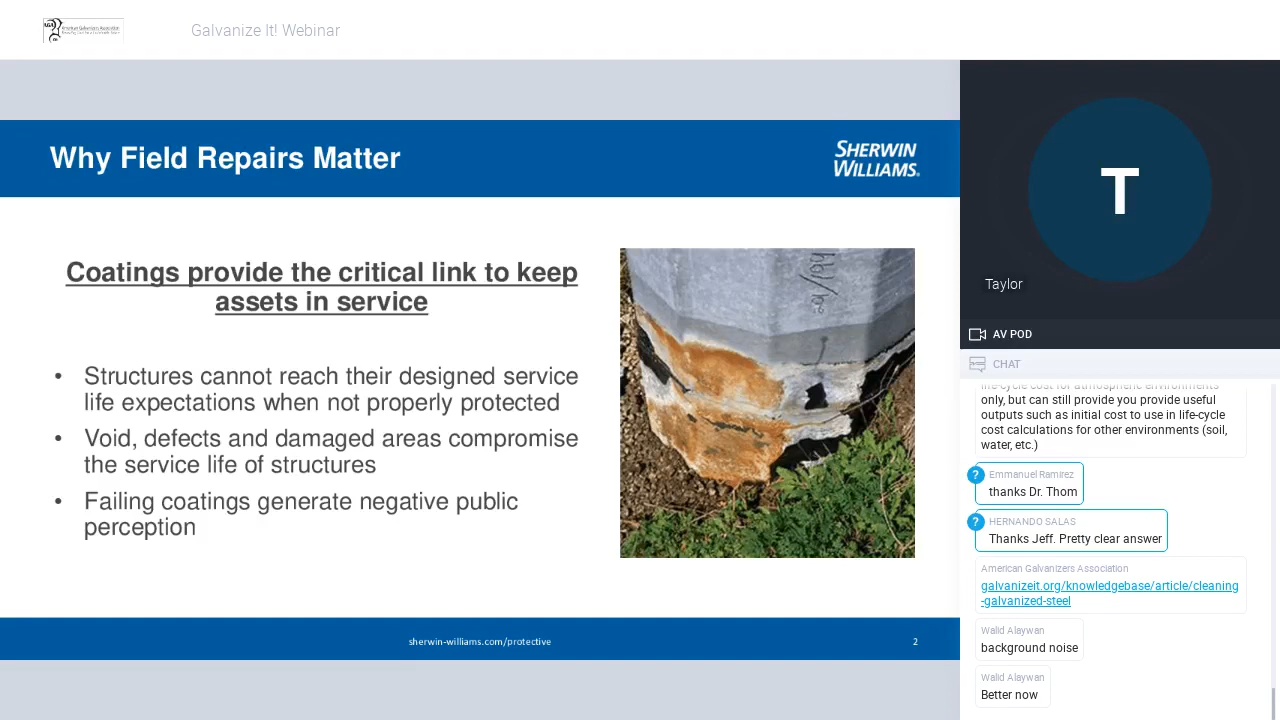 Galvanize It! Webinar
Why Field Repairs Matter
SHERWIN
WILLIAMS.
Coatings provide the critical link to keep
assets in service
• Structures cannot reach their designed service
life expectations when not properly protected
• Void, defects and damaged areas compromise
the service life of structures
• Failing coatings generate negative public
perception
sherwin-williams.com/protective
2
T
Taylor
AV POD
CHAT
life-cycle cost for atmospheric environments
only, but can still provide you provide useful
outputs such as initial cost to use in life-cycle
cost calculations for other environments (soil,
water, etc.)
? Emmanuel Ramirez
thanks Dr. Thom
? HERNANDO SALAS
Thanks Jeff. Pretty clear answer
American Galvanizers Association
galvanizeit.org/knowledgebase/article/cleaning
-galvanized-steel
Walid Alaywan
background noise
Walid Alaywan
Better now